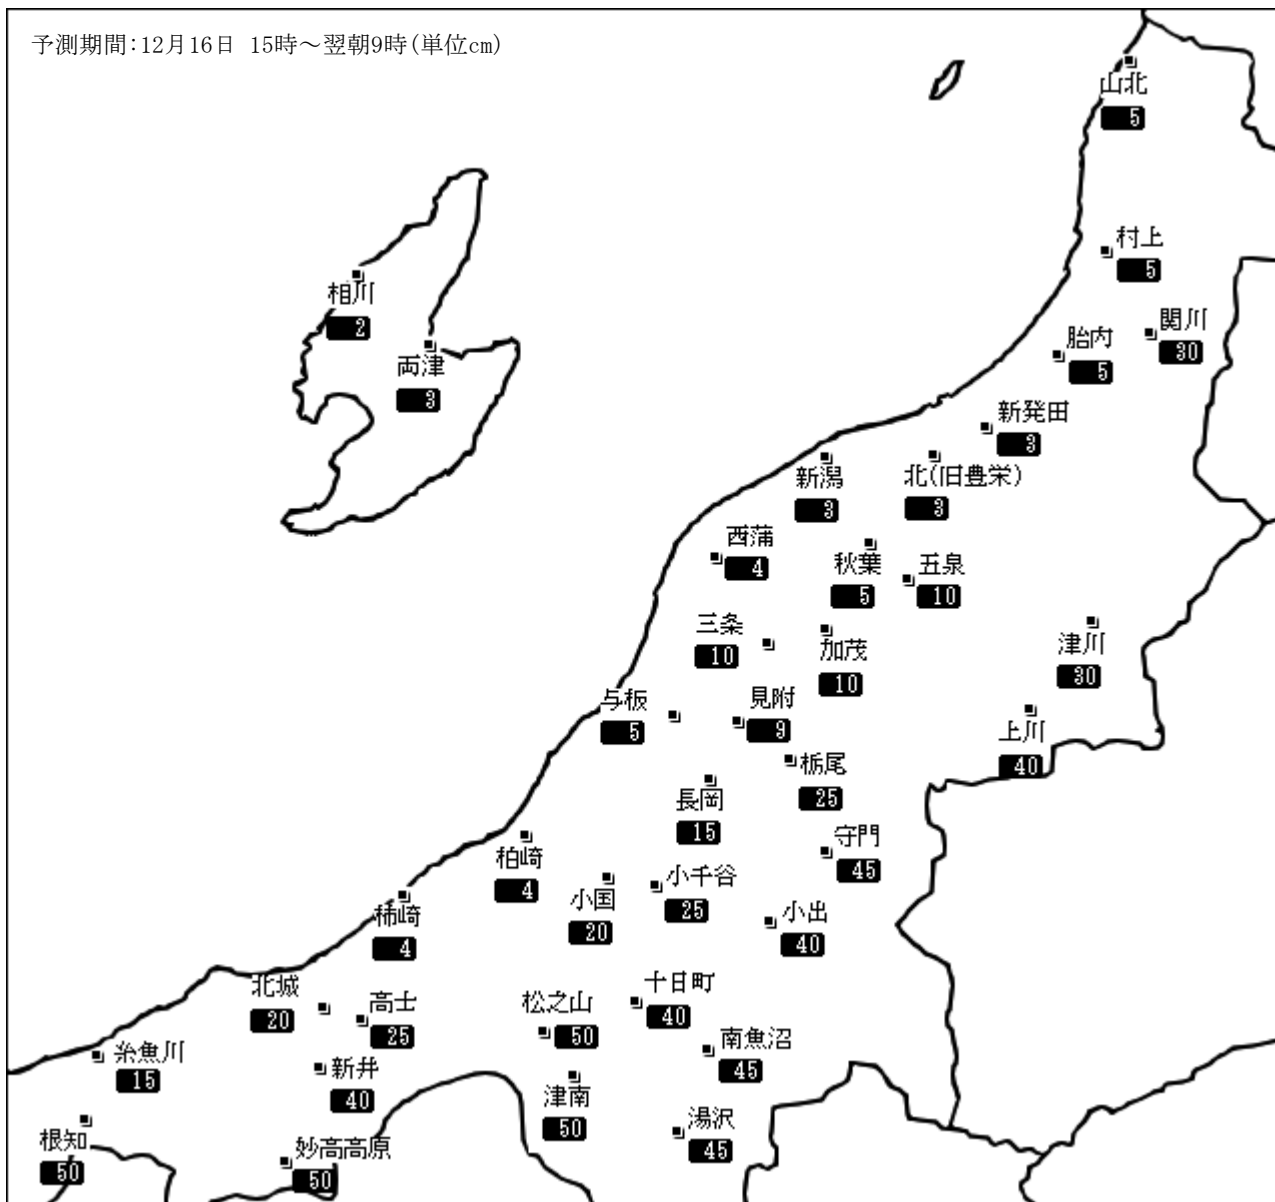 予測期間:12月16日 15時～翌朝9時(単位cm)
山北
5
村上
5
相川
2
関川
30
胎内
5
両津
3
新発田
3
新潟
3
北(旧豊栄)
3
西蒲
4
秋葉
5
五泉
10
三条
10
加茂
10
津川
30
与板
5
見附
9
上川
40
栃尾
25
長岡
15
守門
45
柏崎
4
小千谷
25
小国
20
小出
40
柿崎
4
北城
20
高士
25
松之山
50
十日町
40
南魚沼
45
糸魚川
15
新井
40
津南
50
湯沢
45
根知
50
妙高高原
50